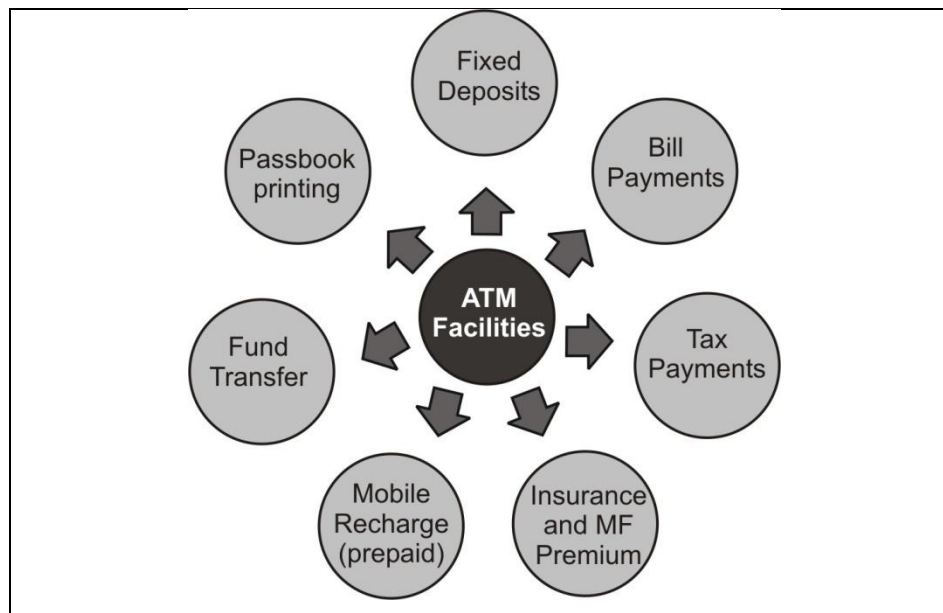 Fixed
Deposits
Bill
Payments
Passbook
printing
ATM
Facilities
Tax
Payments
Fund
Transfer
Mobile
Recharge
(prepaid)
Insurance
and MF
Premium